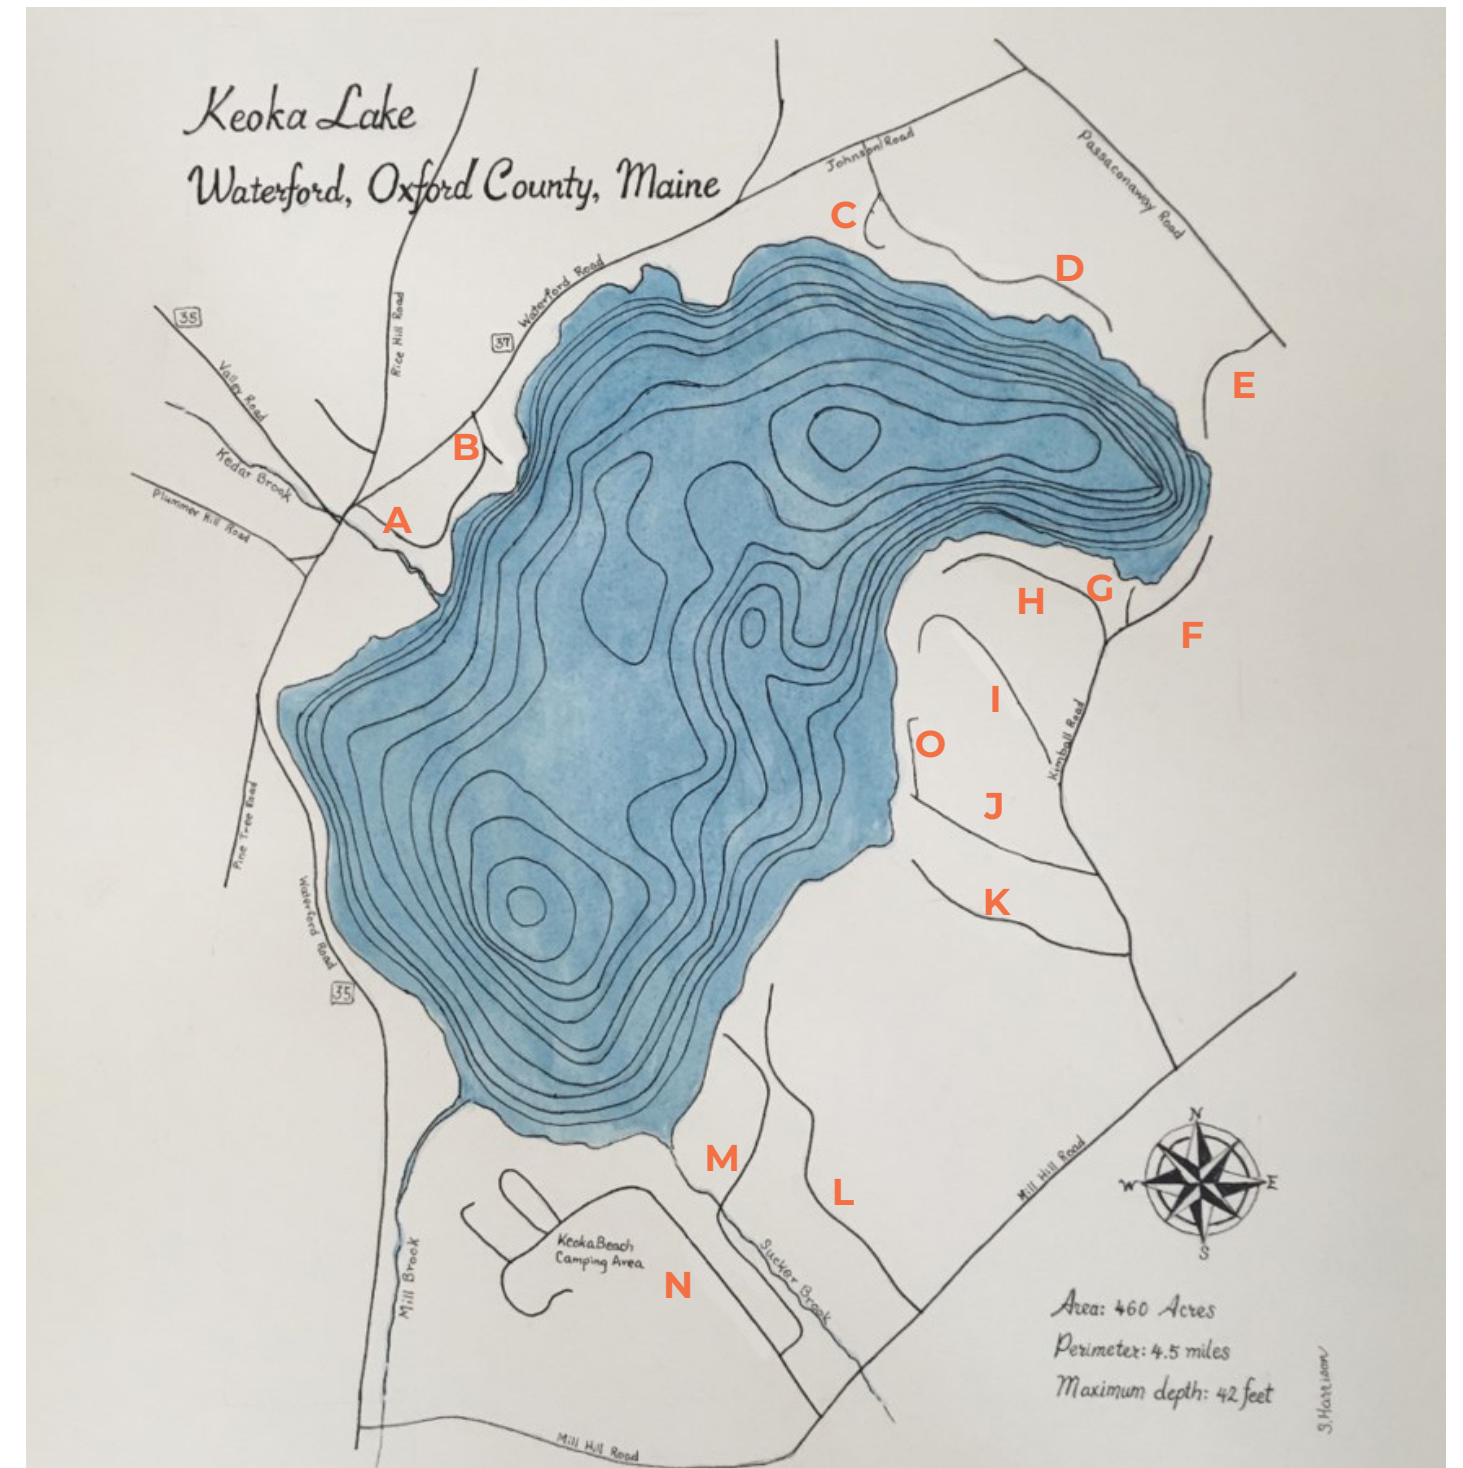 Keoka Lake
Waterford, Oxford County, Maine
Johnson Road
Passaconaway Road
C
D
Waterford Road
37
35
Rice Hill Road
Valley Road
E
B
Kedar Brook
Plummer Hill Road
A
G
H
F
I
Kimball Road
O
J
Pine Tree Road
K
Waterford Road
35
N
W
E
S
M
L
Mill Hill Road
Keoka Beach
Camping Area
N
Sucker Brook
Mill Brook
Area: 460 Acres
Perimeter: 4.5 miles
Maximum depth: 42 feet
S. Harrison
Mill Hill Road